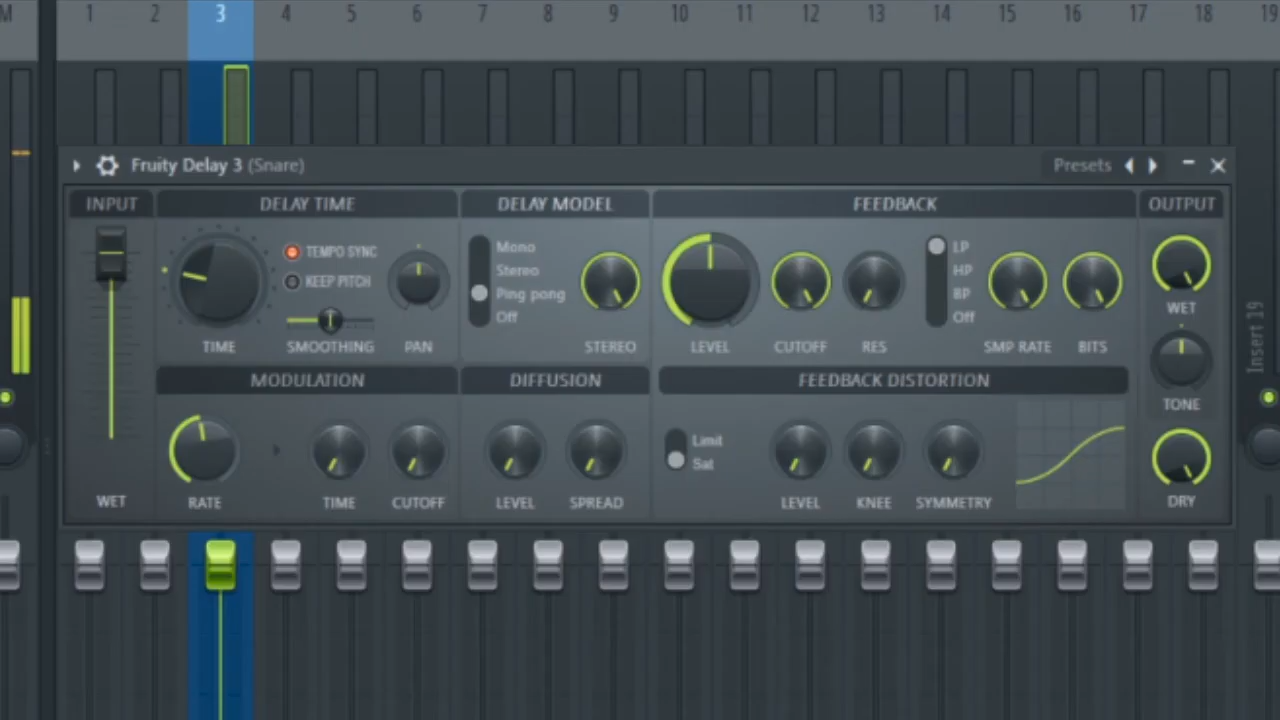 M 1 2 3 4 5 6 7 8 9 10 11 12 13 14 15 16 17 18 19
Fruity Delay 3 (Snare) Presets
INPUT DELAY TIME DELAY MODEL FEEDBACK OUTPUT
TEMPO SYNC
KEEP PITCH
Mono
Stereo
Ping pong
Off
LP
HP
BP
Off
WET
TIME SMOOTHING PAN STEREO LEVEL CUTOFF RES SMP RATE BITS
Insert 19
MODULATION DIFFUSION FEEDBACK DISTORTION
TONE
Limit
Sat
WET RATE TIME CUTOFF LEVEL SPREAD LEVEL KNEE SYMMETRY DRY